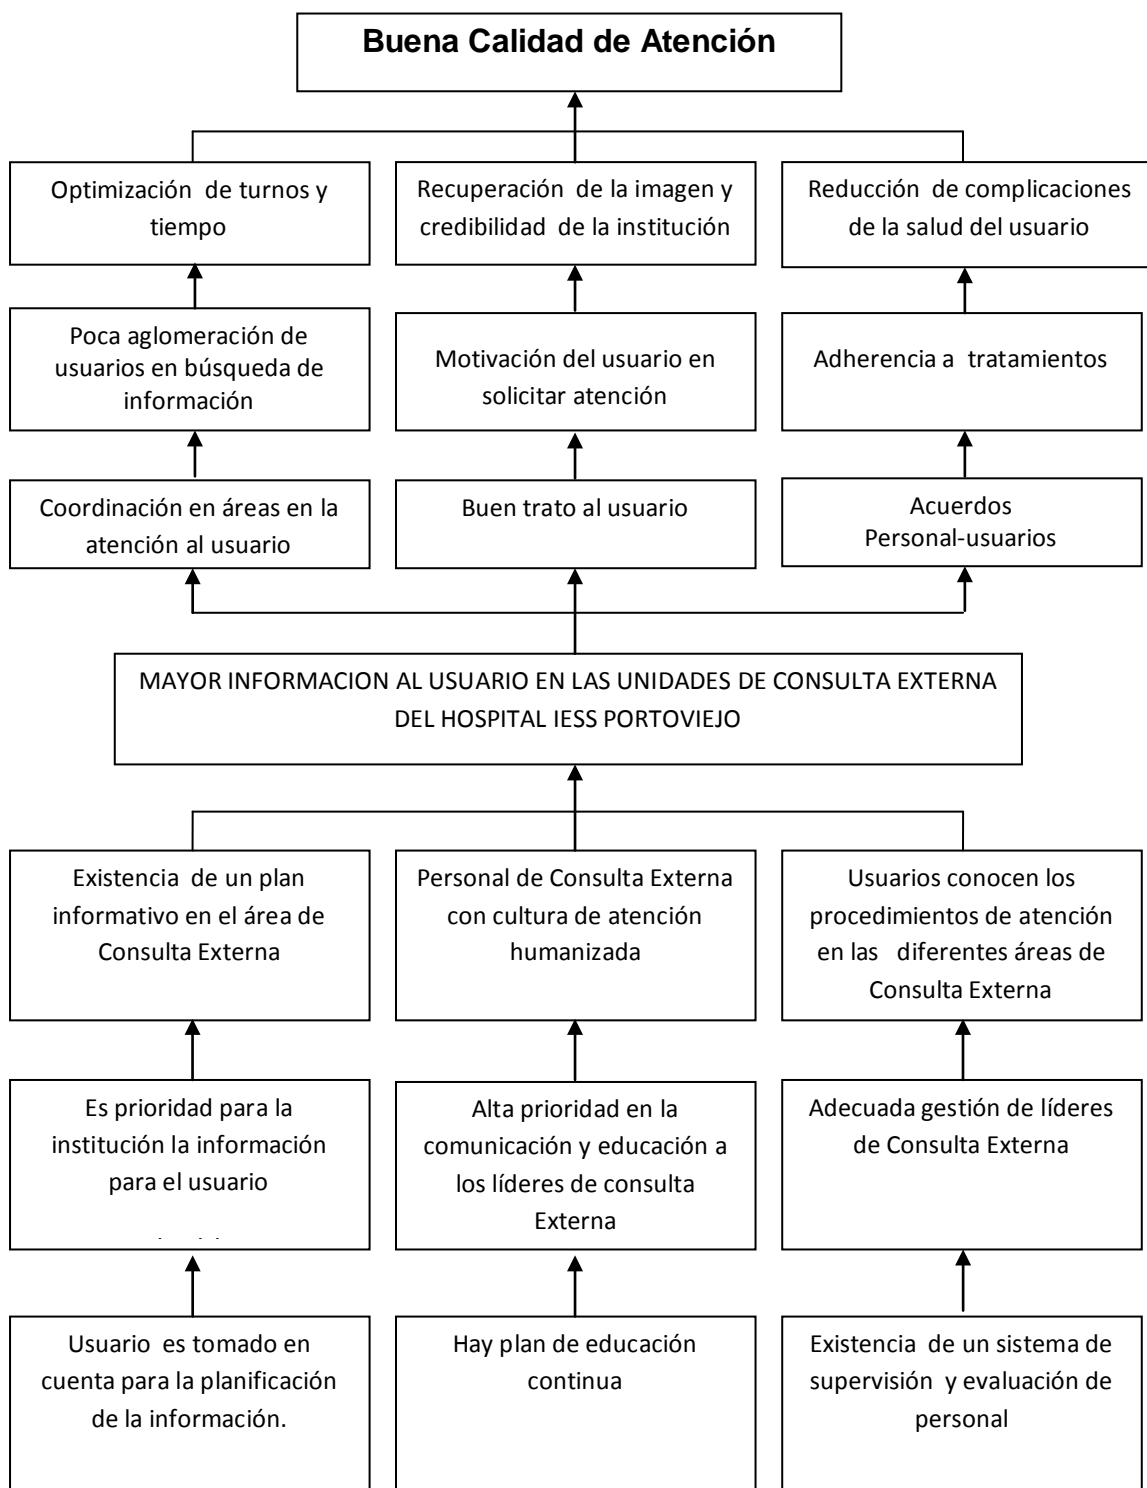 Buena Calidad de Atención
Optimización de turnos y
tiempo
Recuperación de la imagen y
credibilidad de la institución
Reducción de complicaciones
de la salud del usuario
Poca aglomeración de
usuarios en búsqueda de
información
Motivación del usuario en
solicitar atención
Adherencia a tratamientos
Coordinación en áreas en la
atención al usuario
Buen trato al usuario
Acuerdos
Personal-usuarios
MAYOR INFORMACION AL USUARIO EN LAS UNIDADES DE CONSULTA EXTERNA
DEL HOSPITAL IESS PORTOVIEJO
Existencia de un plan
informativo en el área de
Consulta Externa
Personal de Consulta Externa
con cultura de atención
humanizada
Usuarios conocen los
procedimientos de atención
en las diferentes áreas de
Consulta Externa
Es prioridad para la
institución la información
para el usuario
Alta prioridad en la
comunicación y educación a
los líderes de consulta
Externa
Adecuada gestión de líderes
de Consulta Externa
Usuario es tomado en
cuenta para la planificación
de la información.
Hay plan de educación
continua
Existencia de un sistema de
supervisión y evaluación de
personal